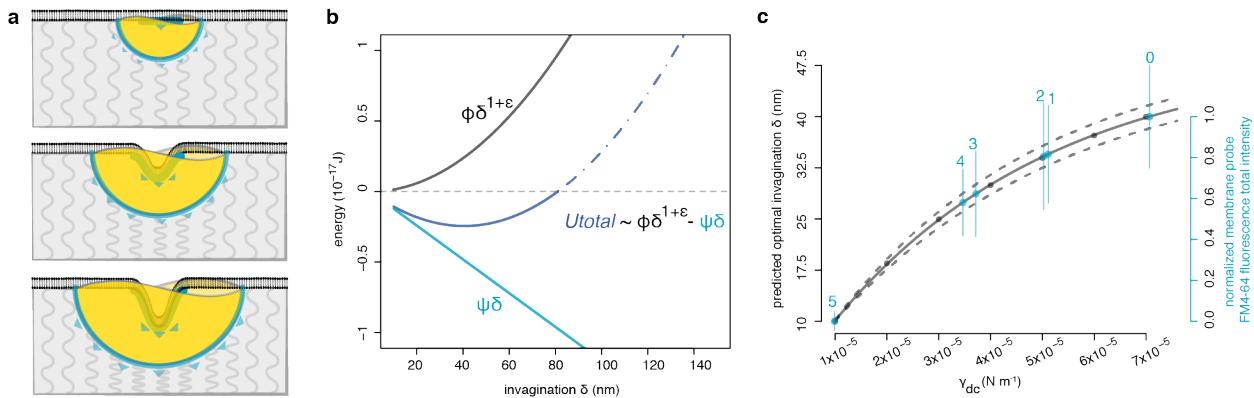 a
b
c
energy (10⁻¹⁷J)
1
0.5
0
−0.5
−1
ϕδ¹⁺ᵋ
Utotal ~ ϕδ¹⁺ᵋ- ψδ
ψδ
20
40
60
80
100
120
140
invagination δ (nm)
predicted optimal invagination δ (nm)
47.5
40
32.5
25
17.5
10
0
2
1
3
4
5
1x10⁻⁵
2x10⁻⁵
3x10⁻⁵
4x10⁻⁵
5x10⁻⁵
6x10⁻⁵
7x10⁻⁵
γdc (N m⁻¹)
1.0
0.8
0.6
0.4
0.2
0.0
normalized membrane probe
FM4-64 fluorescence total intensity